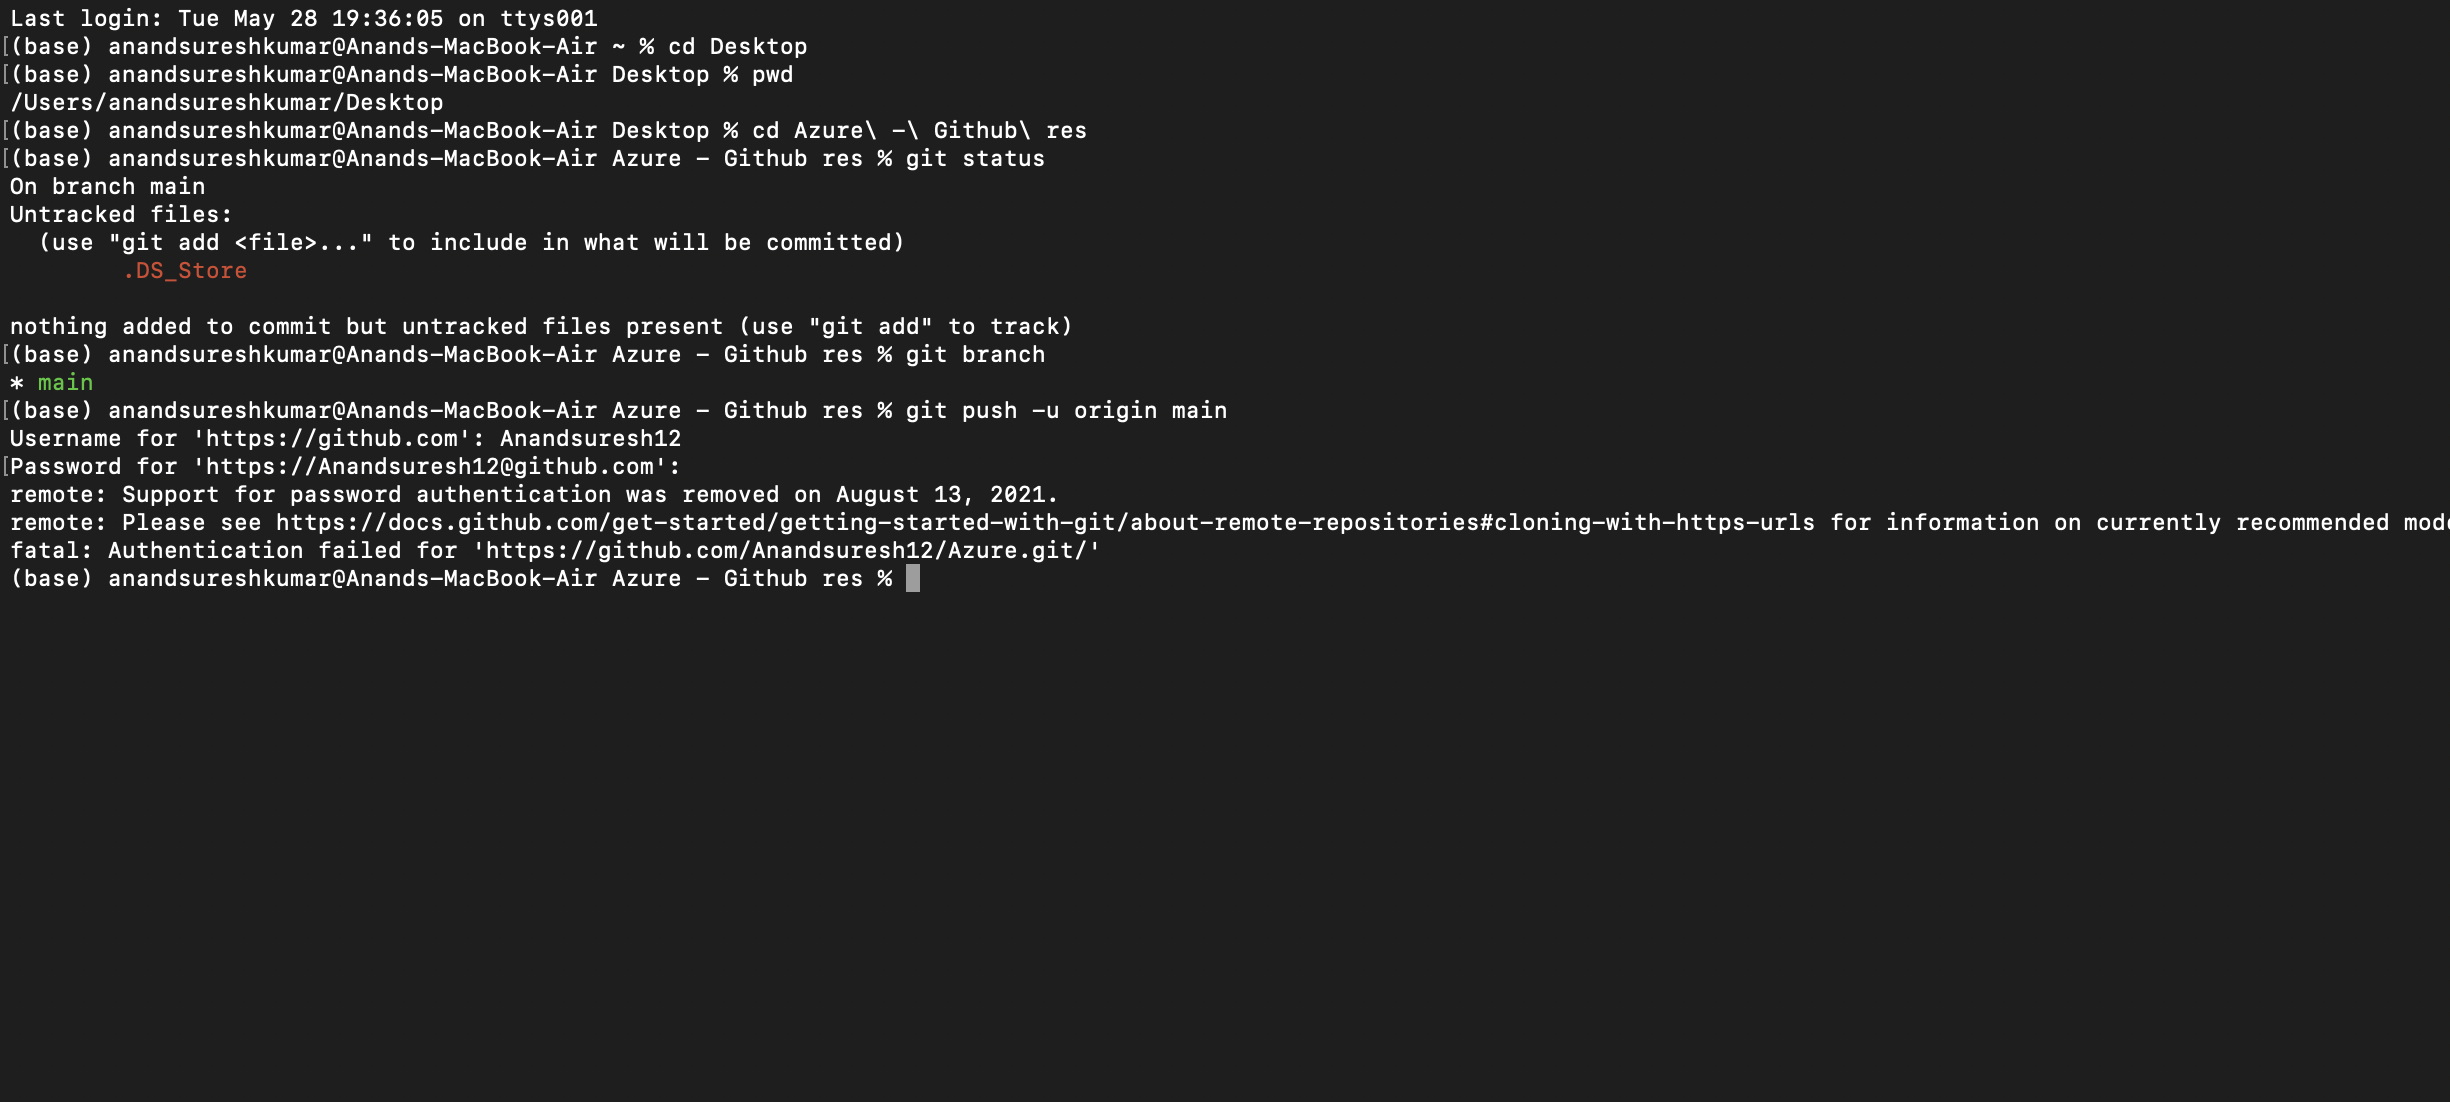 Last login: Tue May 28 19:36:05 on ttys001
(base) anandsureshkumar@Anands-MacBook-Air ~ % cd Desktop
(base) anandsureshkumar@Anands-MacBook-Air Desktop % pwd
/Users/anandsureshkumar/Desktop
(base) anandsureshkumar@Anands-MacBook-Air Desktop % cd Azure\ -\ Github\ res
(base) anandsureshkumar@Anands-MacBook-Air Azure - Github res % git status
On branch main
Untracked files:
  (use "git add <file>..." to include in what will be committed)
        .DS_Store

nothing added to commit but untracked files present (use "git add" to track)
(base) anandsureshkumar@Anands-MacBook-Air Azure - Github res % git branch
* main
(base) anandsureshkumar@Anands-MacBook-Air Azure - Github res % git push -u origin main
Username for 'https://github.com': Anandsuresh12
Password for 'https://Anandsuresh12@github.com':
remote: Support for password authentication was removed on August 13, 2021.
remote: Please see https://docs.github.com/get-started/getting-started-with-git/about-remote-repositories#cloning-with-https-urls for information on currently recommended
fatal: Authentication failed for 'https://github.com/Anandsuresh12/Azure.git/'
(base) anandsureshkumar@Anands-MacBook-Air Azure - Github res %